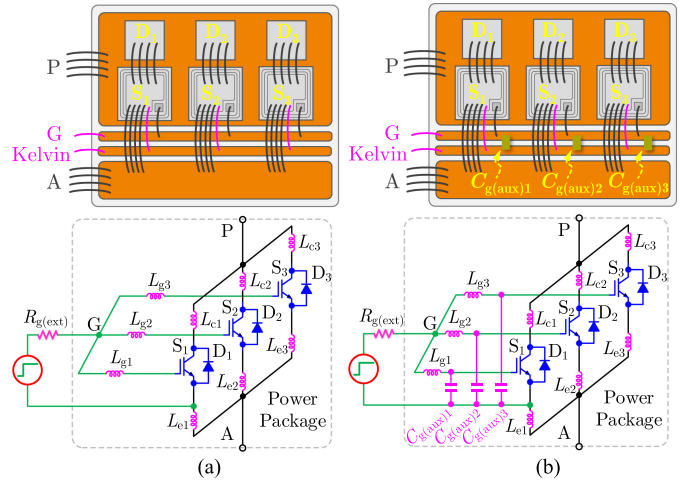 D1 D2 D3
P
S1 S2 S3
G
Kelvin
A
P
Lc3
S3
D3
Lg3
Lc2
Rg(ext)
G
S2
D2
Lg2
Lc1
Lg1
S1
D1
Le3
Le2
Le1
Power
Package
A
(a)
D1 D2 D3
P
S1 S2 S3
G
Kelvin
A
Cg(aux)1 Cg(aux)2 Cg(aux)3
P
Lc3
S3
D3
Lg3
Lc2
Rg(ext)
G
S2
D2
Lg2
Lc1
Lg1
S1
D1
Le3
Le2
Le1
Cg(aux)1 Cg(aux)2 Cg(aux)3
Power
Package
A
(b)